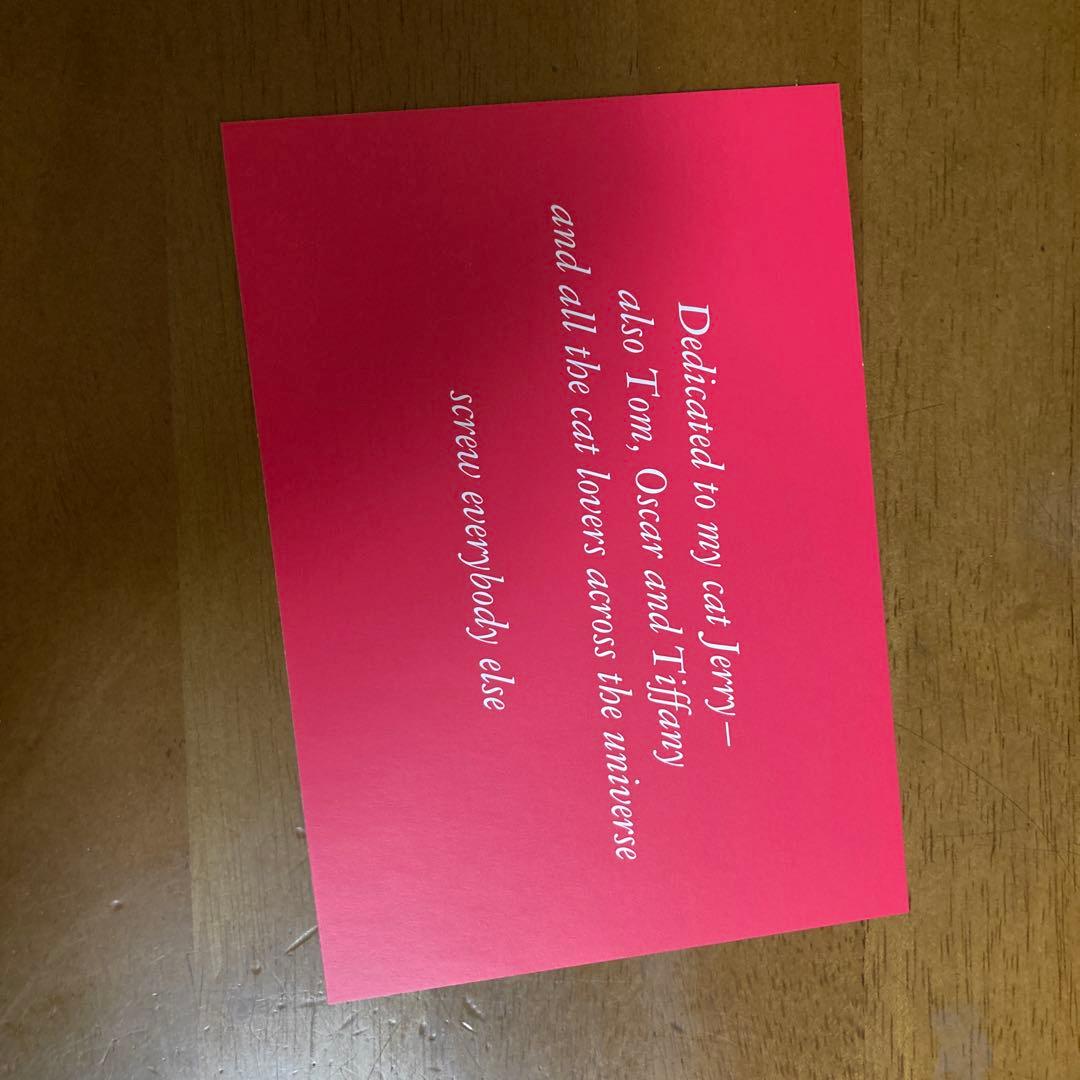 Dedicated to my cat Jerry—
also Tom, Oscar and Tiffany
and all the cat lovers across the universe
screw everybody else